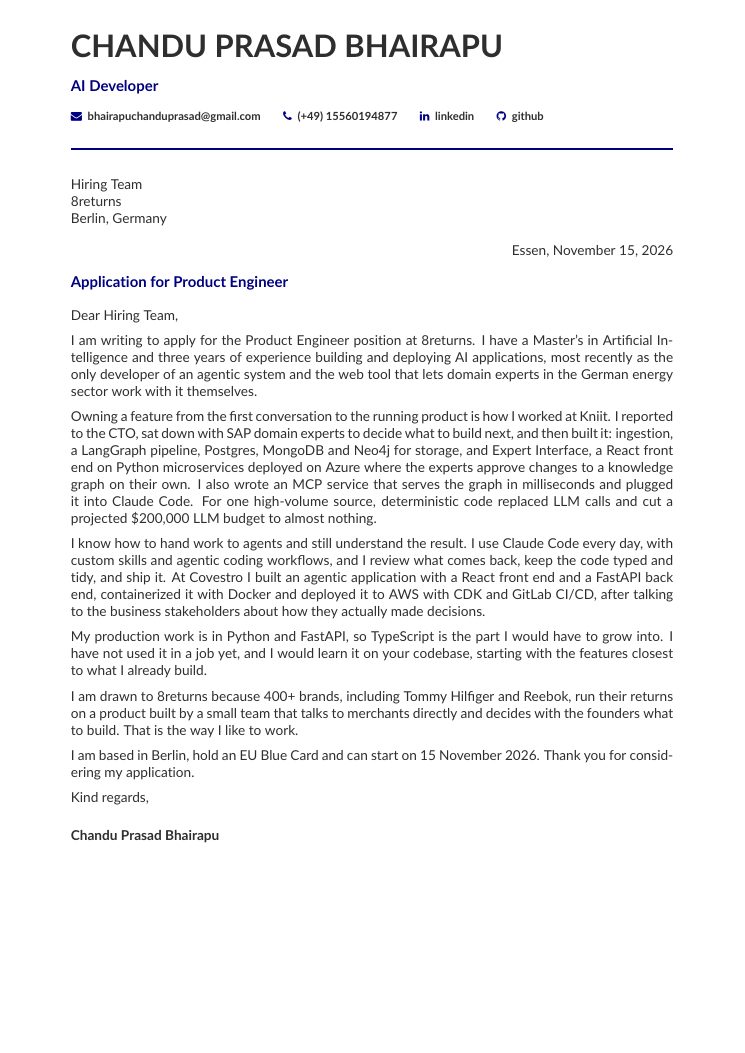 CHANDU PRASAD BHAIRAPU
AI Developer
bhairapuchanduprasad@gmail.com (+49) 15560194877 linkedin github
Hiring Team
8returns
Berlin, Germany
Essen, November 15, 2026
Application for Product Engineer
Dear Hiring Team,
I am writing to apply for the Product Engineer position at 8returns. I have a Master's in Artificial In-
telligence and three years of experience building and deploying AI applications, most recently as the
only developer of an agentic system and the web tool that lets domain experts in the German energy
sector work with it themselves.
Owning a feature from the first conversation to the running product is how I worked at Kniit. I reported
to the CTO, sat down with SAP domain experts to decide what to build next, and then built it: ingestion,
a LangGraph pipeline, Postgres, MongoDB and Neo4j for storage, and Expert Interface, a React front
end on Python microservices deployed on Azure where the experts approve changes to a knowledge
graph on their own. I also wrote an MCP service that serves the graph in milliseconds and plugged
it into Claude Code. For one high-volume source, deterministic code replaced LLM calls and cut a
projected $200,000 LLM budget to almost nothing.
I know how to hand work to agents and still understand the result. I use Claude Code every day, with
custom skills and agentic coding workflows, and I review what comes back, keep the code typed and
tidy, and ship it. At Covestro I built an agentic application with a React front end and a FastAPI back
end, containerized it with Docker and deployed it to AWS with CDK and GitLab CI/CD, after talking
to the business stakeholders about how they actually made decisions.
My production work is in Python and FastAPI, so TypeScript is the part I would have to grow into. I
have not used it in a job yet, and I would learn it on your codebase, starting with the features closest
to what I already build.
I am drawn to 8returns because 400+ brands, including Tommy Hilfiger and Reebok, run their returns
on a product built by a small team that talks to merchants directly and decides with the founders what
to build. That is the way I like to work.
I am based in Berlin, hold an EU Blue Card and can start on 15 November 2026. Thank you for consid-
ering my application.
Kind regards,
Chandu Prasad Bhairapu